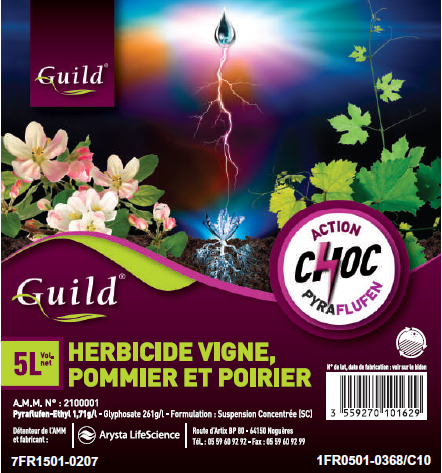 Guild®
ACTION
CHOC
PYRAFLUFEN
Guild®
5L Vol. net
HERBICIDE VIGNE,
POMMIER ET POIRIER
A.M.M. N° : 2100001
Pyraflufen-Ethyl 1,71g/l - Glyphosate 261g/l - Formulation : Suspension Concentrée (SC)
Détenteur de l'AMM
et fabricant :
Arysta LifeScience
Route d'Artix BP 80 - 64150 Noguères
Tél. : 05 59 60 92 92 - Fax : 05 59 60 92 99
N° de lot, date de fabrication : voir sur le bidon
3 559270 101629
7FR1501-0207
1FR0501-0368/C10